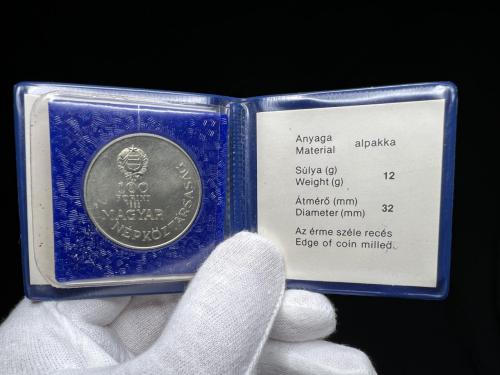 100
FORINT
MAGYAR
NÉPKÖZTÁRSASÁG
Anyaga
Material alpakka
Súlya (g)
Weight (g) 12
Átmérő (mm)
Diameter (mm) 32
Az érme széle recés
Edge of coin milled.